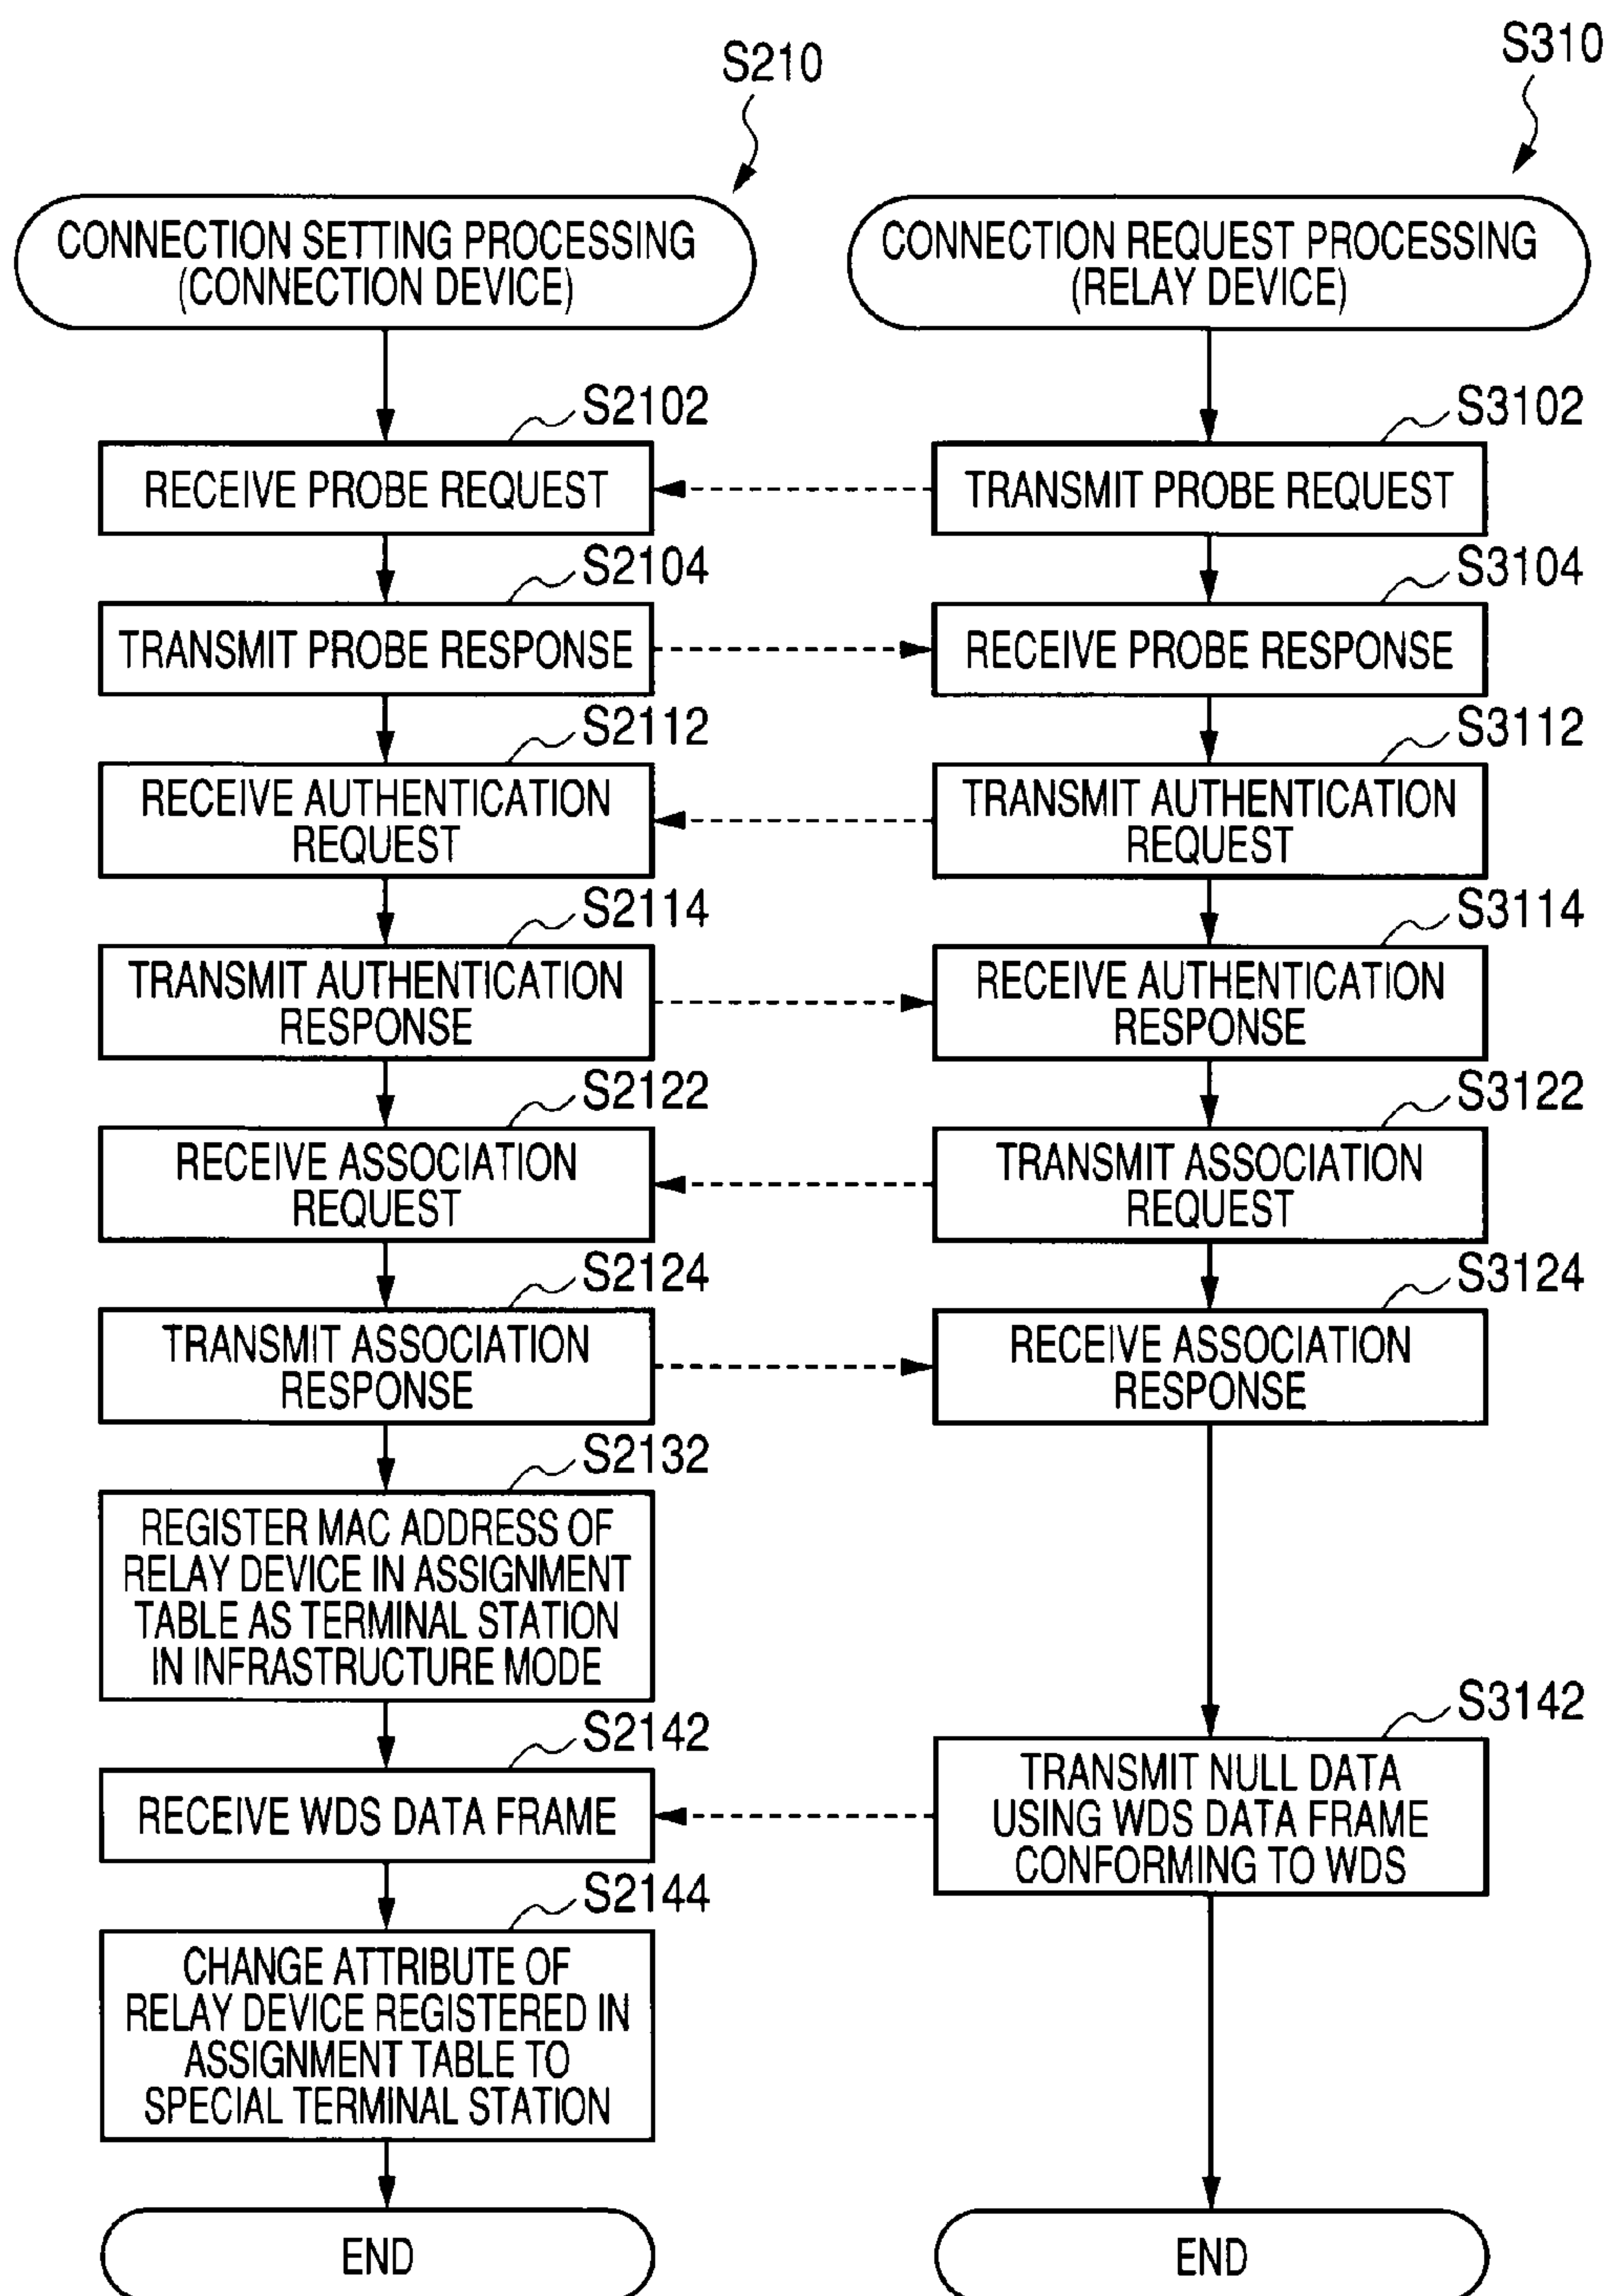 S210
S310
CONNECTION SETTING PROCESSING
(CONNECTION DEVICE)
CONNECTION REQUEST PROCESSING
(RELAY DEVICE)
S2102
RECEIVE PROBE REQUEST
S3102
TRANSMIT PROBE REQUEST
S2104
TRANSMIT PROBE RESPONSE
S3104
RECEIVE PROBE RESPONSE
S2112
RECEIVE AUTHENTICATION
REQUEST
S3112
TRANSMIT AUTHENTICATION
REQUEST
S2114
TRANSMIT AUTHENTICATION
RESPONSE
S3114
RECEIVE AUTHENTICATION
RESPONSE
S2122
RECEIVE ASSOCIATION
REQUEST
S3122
TRANSMIT ASSOCIATION
REQUEST
S2124
TRANSMIT ASSOCIATION
RESPONSE
S3124
RECEIVE ASSOCIATION
RESPONSE
S2132
REGISTER MAC ADDRESS OF
RELAY DEVICE IN ASSIGNMENT
TABLE AS TERMINAL STATION
IN INFRASTRUCTURE MODE
S2142
RECEIVE WDS DATA FRAME
S3142
TRANSMIT NULL DATA
USING WDS DATA FRAME
CONFORMING TO WDS
S2144
CHANGE ATTRIBUTE OF
RELAY DEVICE REGISTERED IN
ASSIGNMENT TABLE TO
SPECIAL TERMINAL STATION
END
END